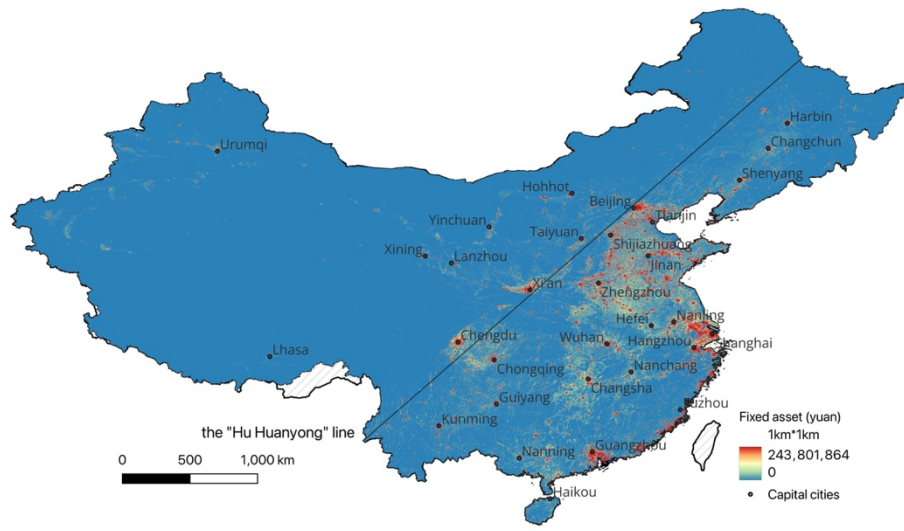 Harbin
Changchun
Urumqi
Shenyang
Hohhot
Beijing
Tianjin
Yinchuan
Taiyuan
Shijiazhuang
Xining
Lanzhou
Jinan
Xi'an
Zhengzhou
Nanjing
Hefei
Chengdu
Wuhan
Hangzhou
Shanghai
Lhasa
Chongqing
Nanchang
Changsha
Guiyang
Fuzhou
Kunming
the "Hu Huanyong" line
Nanning
Guangzhou
Haikou
0 500 1,000 km
Fixed asset (yuan)
1km*1km
243,801,864
0
Capital cities